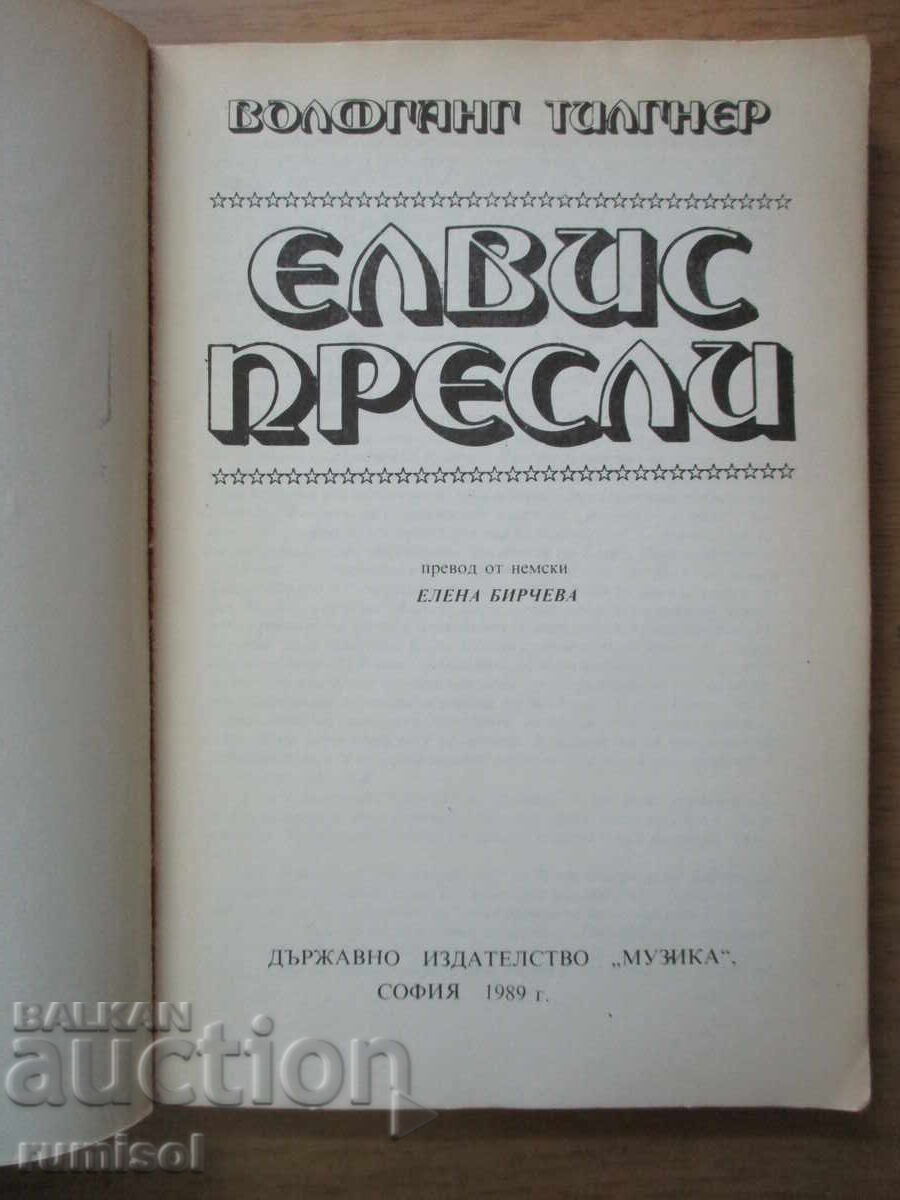 ВОЛФГАНГ ТИЛГНЕР
☆☆☆☆☆☆☆☆☆☆☆☆☆☆☆☆☆☆☆☆☆☆☆☆☆☆☆☆☆☆☆☆☆
ЕЛВИС
ПРЕСЛИ
☆☆☆☆☆☆☆☆☆☆☆☆☆☆☆☆☆☆☆☆☆☆☆☆☆☆☆☆☆☆☆☆☆
превод от немски
ЕЛЕНА БИРЧЕВА
ДЪРЖАВНО ИЗДАТЕЛСТВО „МУЗИКА“,
СОФИЯ 1989 г.
BALKAN
auction
rumisol